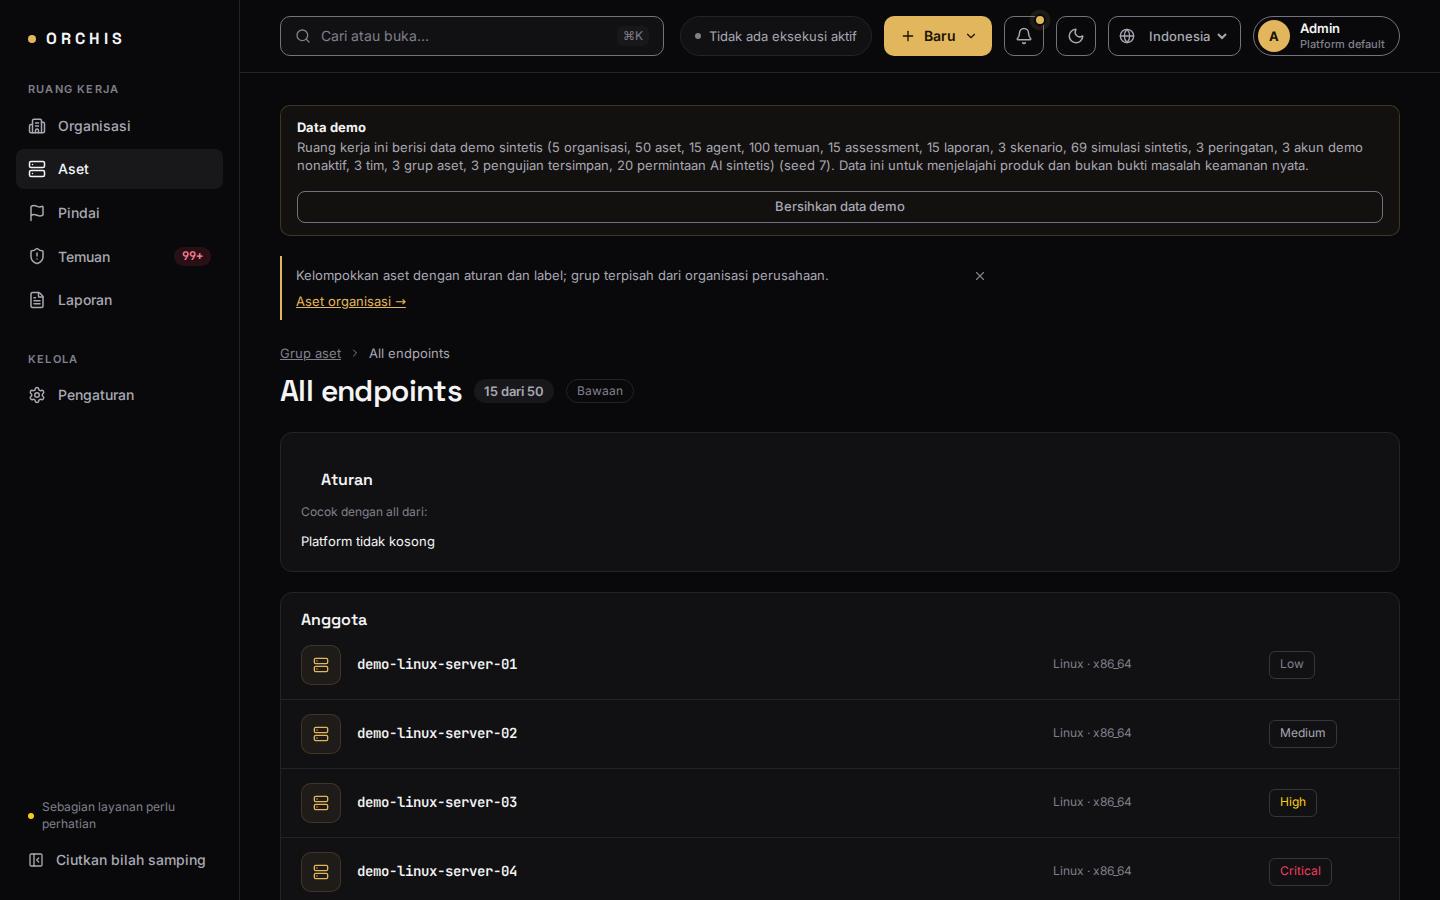 ORCHIS
RUANG KERJA
Organisasi
Aset
Pindai
Temuan
99+
Laporan
KELOLA
Pengaturan
Sebagian layanan perlu
perhatian
Ciutkan bilah samping
Cari atau buka...
⌘K
Tidak ada eksekusi aktif
Baru
Indonesia
A
Admin
Platform default
Data demo
Ruang kerja ini berisi data demo sintetis (5 organisasi, 50 aset, 15 agent, 100 temuan, 15 assessment, 15 laporan, 3 skenario, 69 simulasi sintetis, 3 peringatan, 3 akun demo
nonaktif, 3 tim, 3 grup aset, 3 pengujian tersimpan, 20 permintaan AI sintetis) (seed 7). Data ini untuk menjelajahi produk dan bukan bukti masalah keamanan nyata.
Bersihkan data demo
Kelompokkan aset dengan aturan dan label; grup terpisah dari organisasi perusahaan.
Aset organisasi →
Grup aset
All endpoints
All endpoints
15 dari 50
Bawaan
Aturan
Cocok dengan all dari:
Platform tidak kosong
Anggota
demo-linux-server-01
Linux · x86_64
Low
demo-linux-server-02
Linux · x86_64
Medium
demo-linux-server-03
Linux · x86_64
High
demo-linux-server-04
Linux · x86_64
Critical